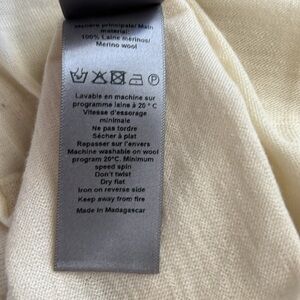 Matière principale/ Main
material:
100% Laine mérinos/
Merino wool
P
Lavable en machine sur
programme laine à 20 ° C
Vitesse d'essorage
minimale
Ne pas tordre
Sécher à plat
Repasser sur l'envers
Machine washable on wool
program 20°C. Minimum
speed spin
Don't twist
Dry flat
Iron on reverse side
Keep away from fire
Made in Madagascar